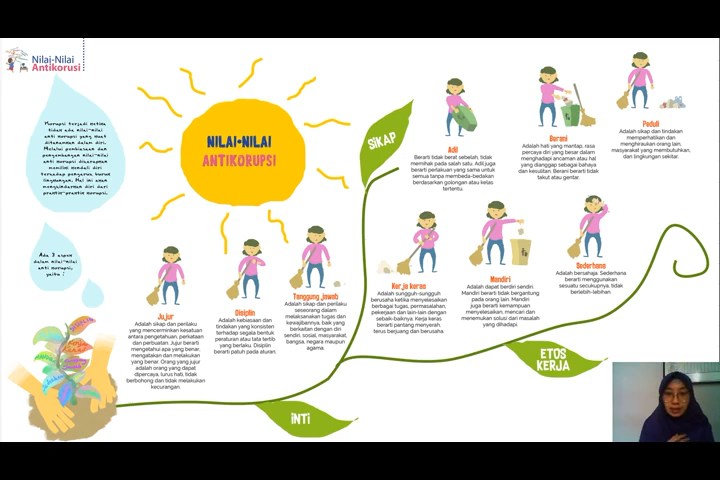 Nilai-Nilai
Antikorusi
Korupsi terjadi ketika
tidak ada nilai-nilai
anti korupsi yang kuat
ditanamkan dalam diri.
Melalui pembiasaan dan
pengembangan nilai-nilai
anti korupsi diharapkan
memiliki kendali diri
terhadap pengaruh buruk
lingkungan. Hal ini akan
menghindarkan diri dari
praktir-praktir korupsi.
Ada 3 aspek
dalam nilai-nilai
anti korupsi,
yaitu :
NILAI-NILAI
ANTIKORUPSI
SIKAP
Adil
Berarti tidak berat sebelah, tidak
memihak pada salah satu. Adil juga
berarti perlakuan yang sama untuk
semua tanpa membeda-bedakan
berdasarkan golongan atau kelas
tertentu.
Berani
Adalah hati yang mentap, rasa
percaya diri yang besar dalam
menghadapi ancaman atau hal
yang dianggap sebagai bahaya
dan kesulitan. Berani berarti tidak
takut atau gentar.
Peduli
Adalah sikap dan tindakan
memperhatikan dan
menghiraukan orang lain,
masyarakat yang membutuhkan,
dan lingkungan sekitar.
Jujur
Adalah sikap dan perilaku
yang mencerminkan kesatuan
antara pengetahuan, perkataan
dan perbuatan. Jujur berarti
mengetahui apa yang benar,
mengatakan dan melakukan
yang benar. Orang yang jujur
adalah orang yang dapat
dipercaya, lurus hati, tidak
berbohong dan tidak melakukan
kecurangan.
Disiplin
Adalah kebiasaan dan
tindakan yang konsisten
terhadap segala bentuk
peraturan atau tata tertib
yang berlaku. Disiplin
berarti patuh pada aturan.
Tanggung jawab
Adalah sikap dan perilaku
seseorang dalam
melaksanakan tugas dan
kewajibannya, baik yang
berkaitan dengan diri
sendiri, sosial, masyarakat,
bangsa, negara maupun
agama.
Kerja keras
Adalah sungguh-sungguh
berusaha ketika menyelesaikan
berbagai tugas, permasalahan,
pekerjaan dan lain-lain dengan
sebaik-baiknya. Kerja keras
berarti pantang menyerah,
terus berjuang dan berusaha.
Mandiri
Adalah dapat berdiri sendiri.
Mandiri berarti tidak bergantung
pada orang lain. Mandiri
juga berarti kemampuan
menyelesaikan, mencari dan
menemukan solusi dari masalah
yang dihadapi.
Sederhana
Adalah bersahaja. Sederhana
berarti menggunakan
sesuatu secukupnya, tidak
berlebih-lebihan.
ETOS
KERJA
INTI